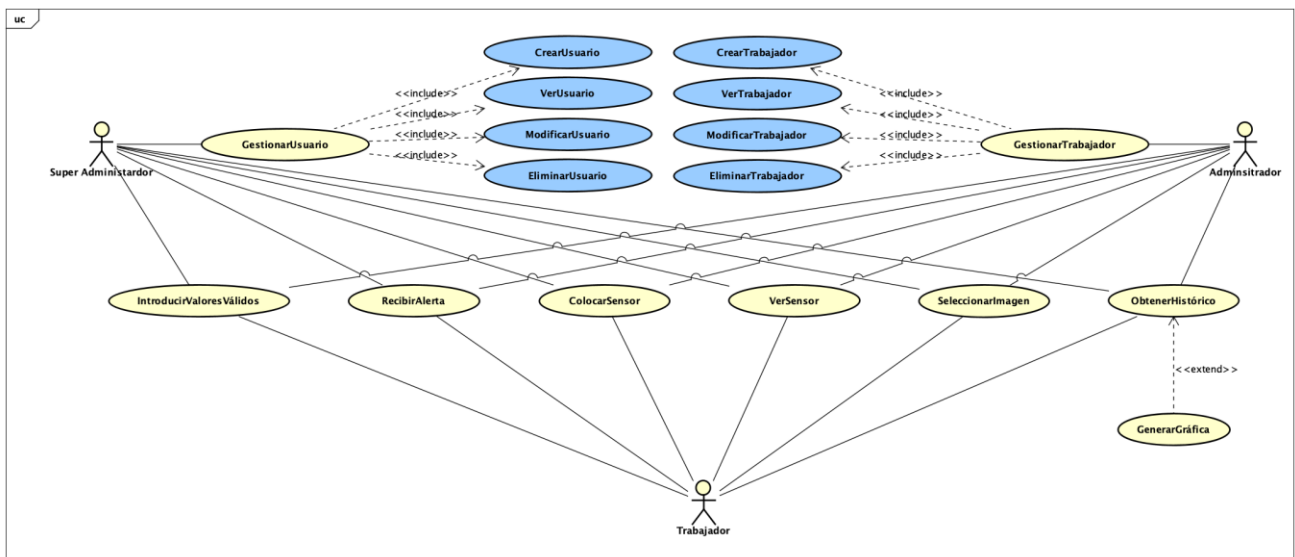 uc
CrearUsuario
CrearTrabajador
<<include>>
<<include>>
VerUsuario
VerTrabajador
<<include>>
<<include>>
ModificarUsuario
ModificarTrabajador
<<include>>
<<include>>
GestionarUsuario
GestionarTrabajador
<<include>>
<<include>>
EliminarUsuario
EliminarTrabajador
Super Administardor
Adminsitrador
IntroducirValoresVálidos
RecibirAlerta
ColocarSensor
VerSensor
SeleccionarImagen
ObtenerHistórico
<<extend>>
GenerarGráfica
Trabajador